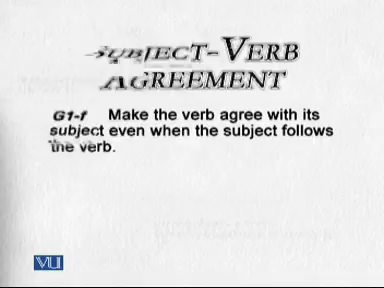 SUBJECT-VERB
AGREEMENT
G1-f Make the verb agree with its
subject even when the subject follows
the verb.
VU